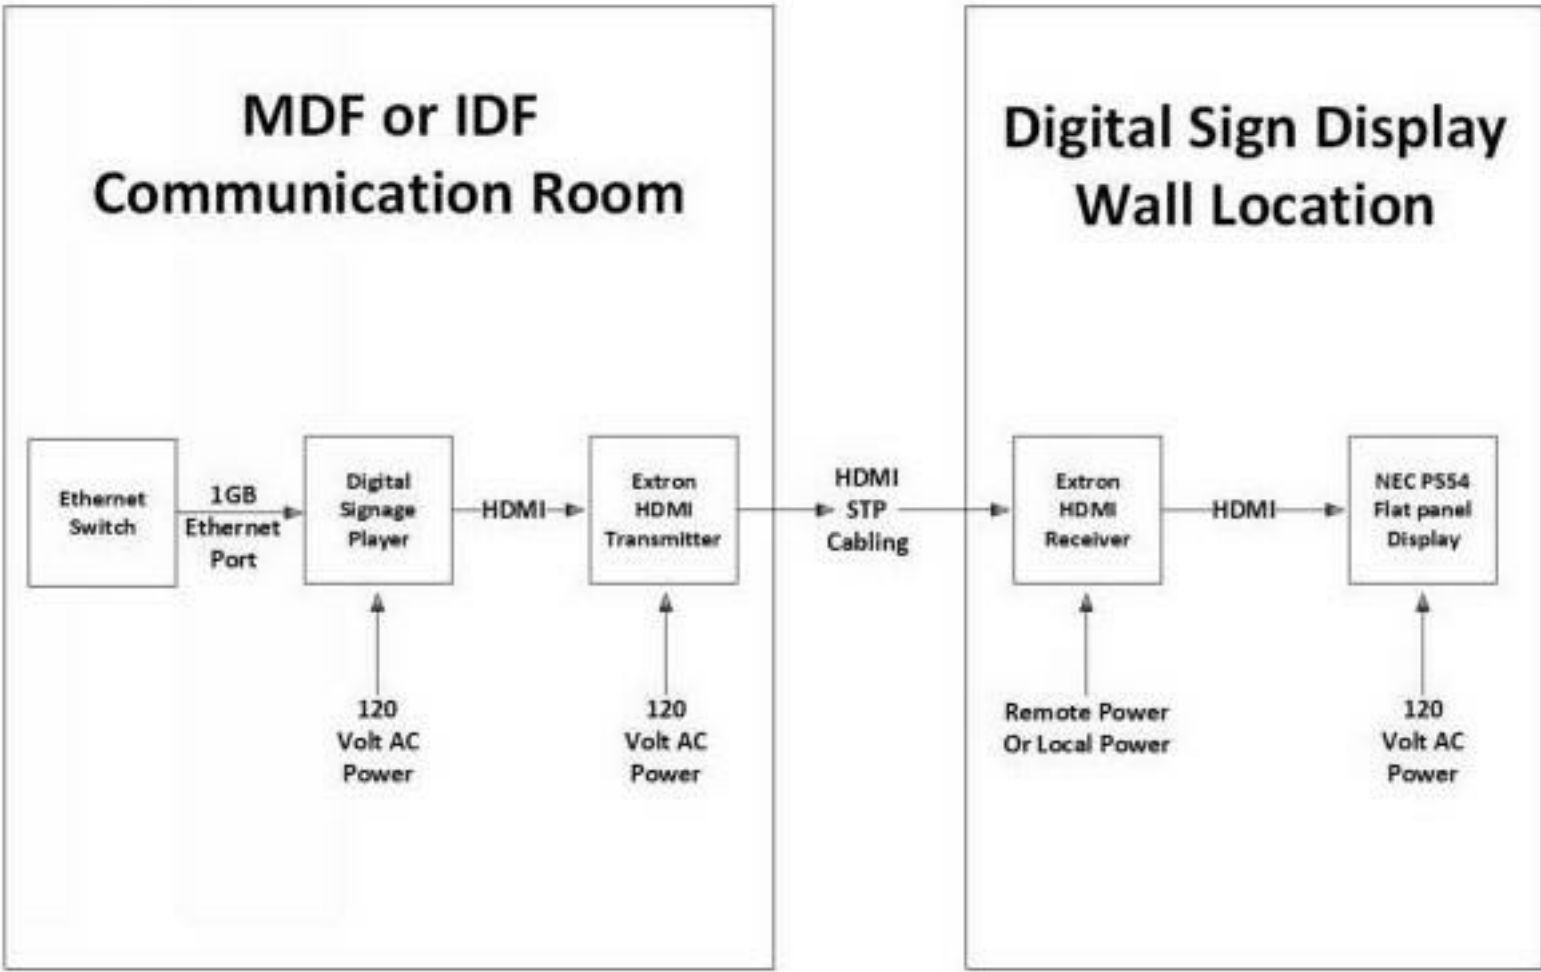 MDF or IDF
Communication Room
Digital Sign Display
Wall Location
Ethernet
Switch
1GB
Ethernet
Port
Digital
Signage
Player
HDMI
Extron
HDMI
Transmitter
HDMI
STP
Cabling
Extron
HDMI
Receiver
HDMI
NEC P554
Flat panel
Display
120
Volt AC
Power
120
Volt AC
Power
Remote Power
Or Local Power
120
Volt AC
Power